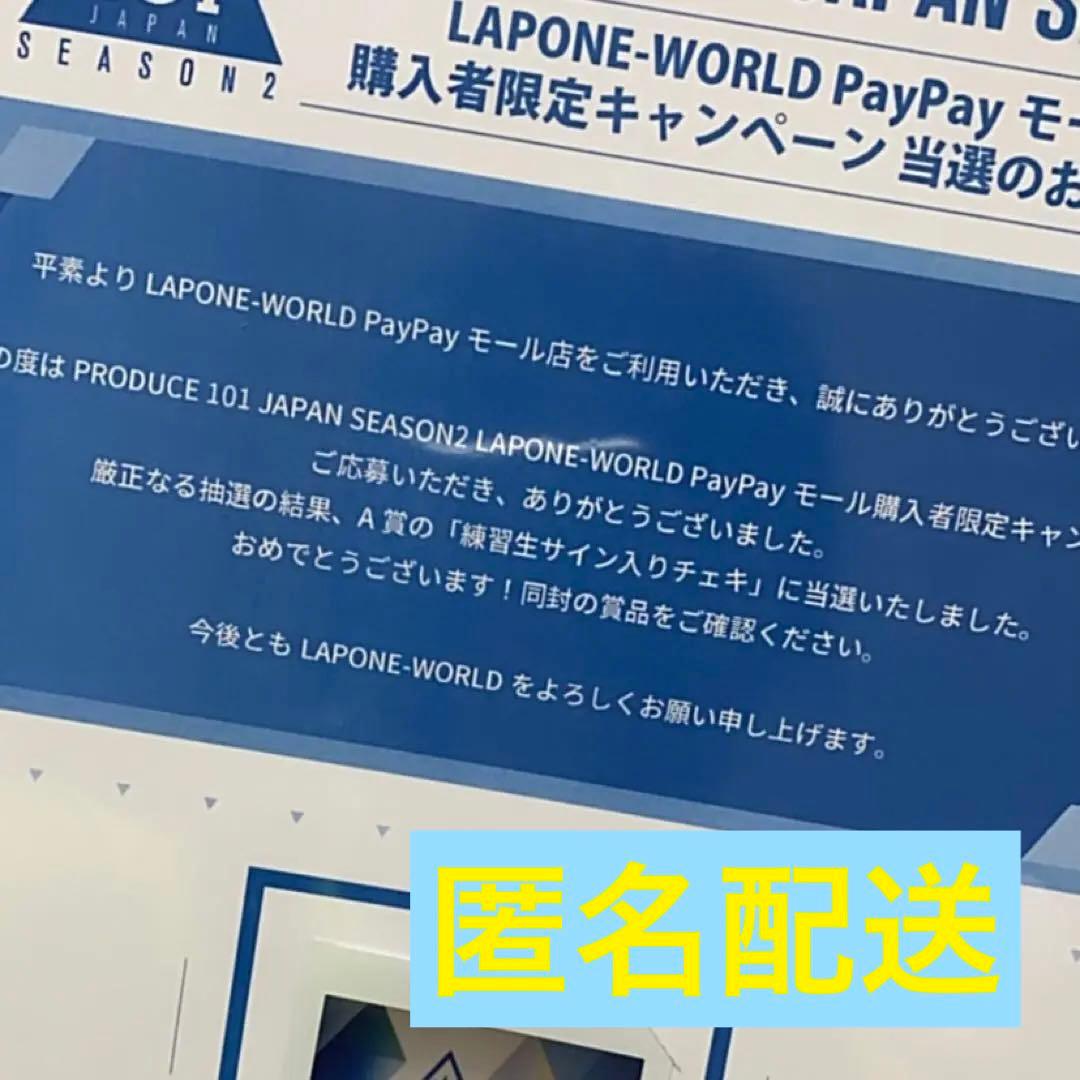 JAPAN
SEASON2
LAPONE-WORLD PayPay モー
購入者限定キャンペーン 当選のお
平素より LAPONE-WORLD PayPay モール店をご利用いただき、誠にありがとうござい
の度は PRODUCE 101 JAPAN SEASON2 LAPONE-WORLD PayPay モール購入者限定キャン
ご応募いただき、ありがとうございました。
厳正なる抽選の結果、A 賞の「練習生サイン入りチェキ」に当選いたしました。
おめでとうございます！同封の賞品をご確認ください。
今後とも LAPONE-WORLD をよろしくお願い申し上げます。
匿名配送